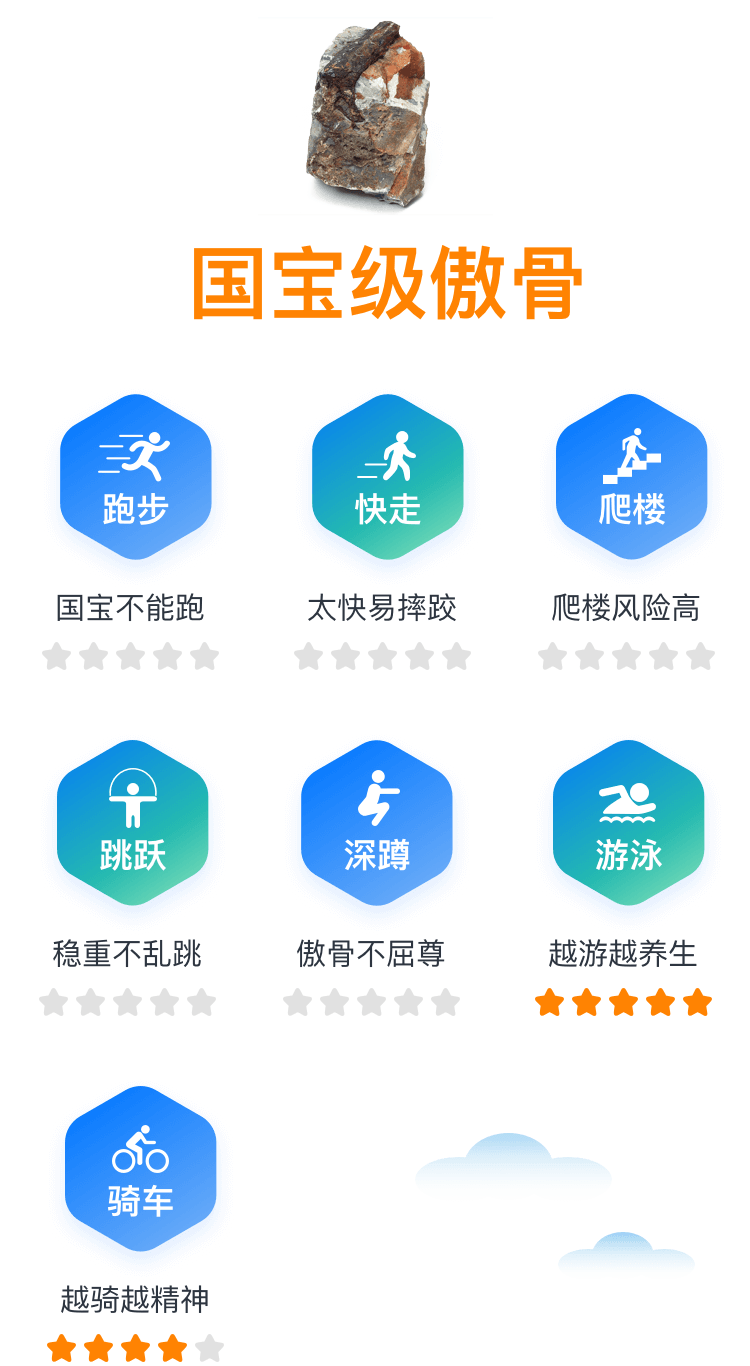 国宝级傲骨
跑步
快走
爬楼
国宝不能跑
太快易摔跤
爬楼风险高
跳跃
深蹲
游泳
稳重不乱跳
傲骨不屈尊
越游越养生
骑车
越骑越精神